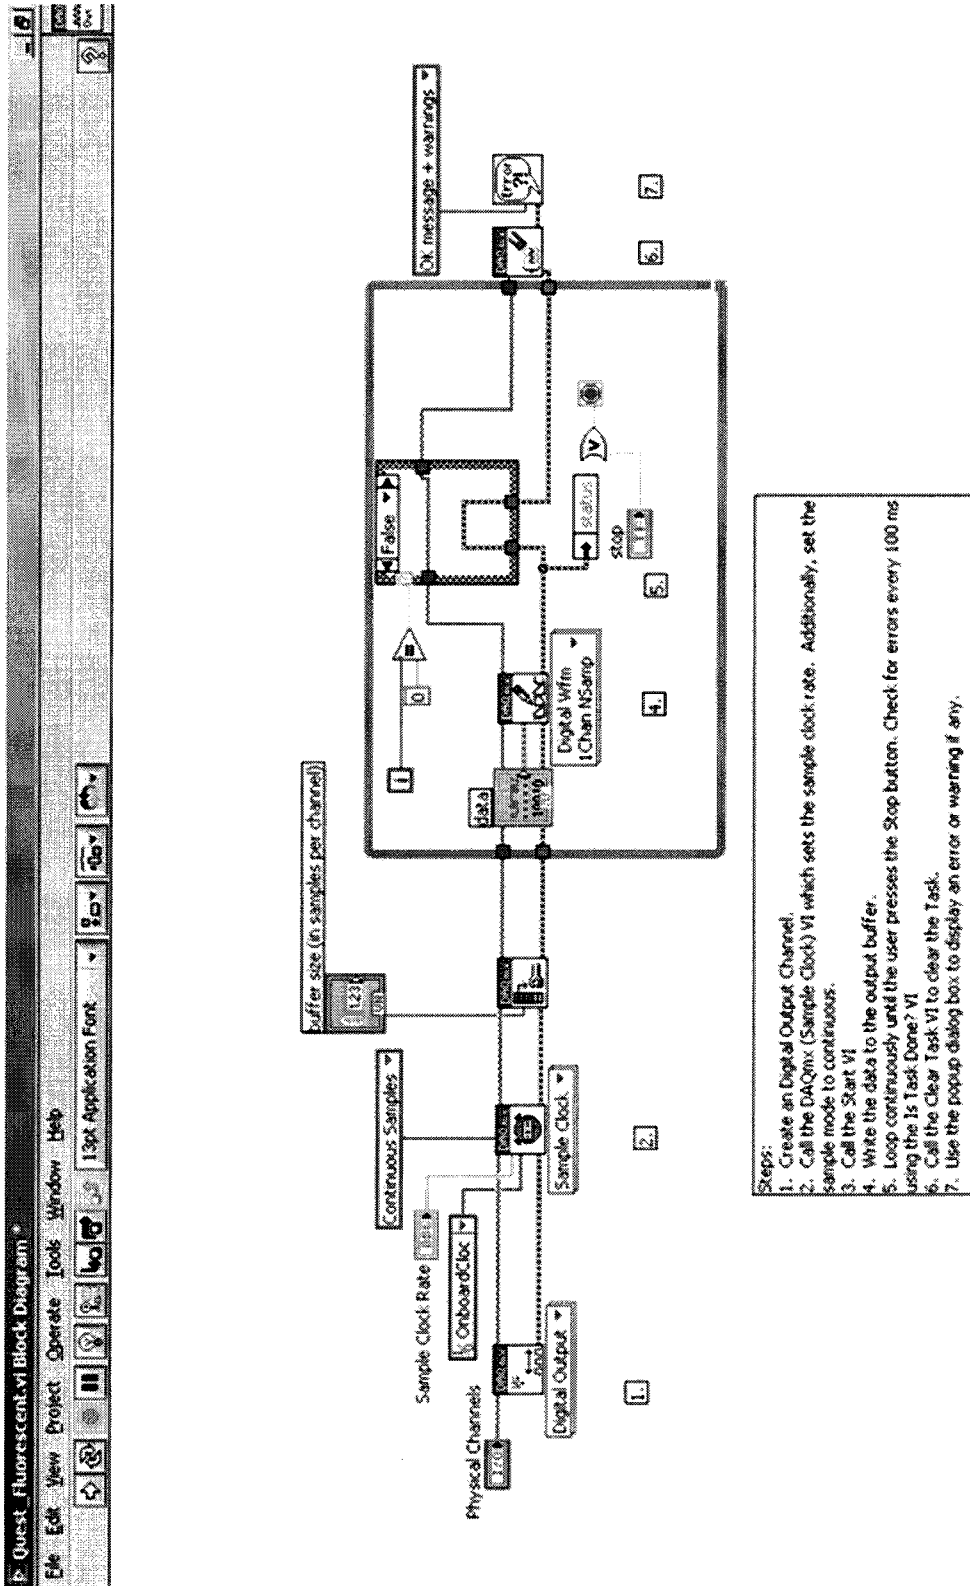 Quest_Fluorescent.vi Block Diagram *
File Edit View Project Operate Tools Window Help
13pt Application Font
Physical Channels
I/O
Digital Output
1.
Sample Clock Rate
OnboardCloc
Continuous Samples
Sample Clock
2.
buffer size (in samples per channel)
data
i
0
=
False
Digital Wfm
1Chan NSamp
4.
status
stop
5.
OK message + warnings
Error
?!
6.
7.
Steps:
1. Create an Digital Output Channel.
2. Call the DAQmx (Sample Clock) VI which sets the sample clock rate. Additionally, set the
sample mode to continuous.
3. Call the Start VI
4. Write the data to the output buffer.
5. Loop continuously until the user presses the Stop button. Check for errors every 100 ms
using the Is Task Done? VI
6. Call the Clear Task VI to clear the Task.
7. Use the popup dialog box to display an error or warning if any.